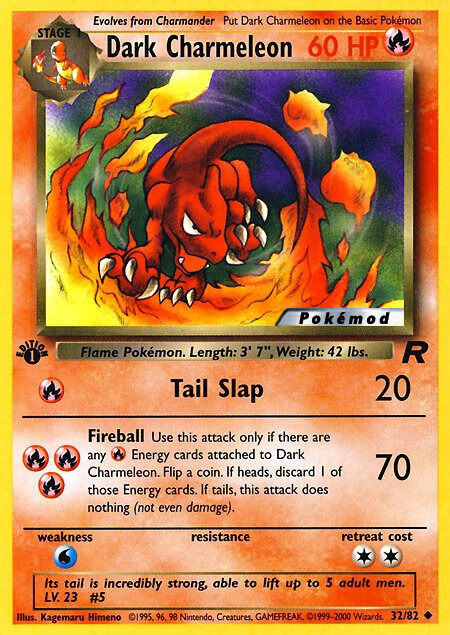 Evolves from Charmander Put Dark Charmeleon on the Basic Pokémon
STAGE 1
Dark Charmeleon 60 HP
Pokémod
EDITION
1
Flame Pokémon. Length: 3' 7", Weight: 42 lbs.
R
Tail Slap 20
Fireball Use this attack only if there are
any Energy cards attached to Dark
Charmeleon. Flip a coin. If heads, discard 1 of
those Energy cards. If tails, this attack does
nothing (not even damage).
70
weakness resistance retreat cost
Its tail is incredibly strong, able to lift up to 5 adult men.
LV. 23 #5
Illus. Kagemaru Himeno ©1995, 96, 98 Nintendo, Creatures, GAMEFREAK. ©1999-2000 Wizards. 32/82